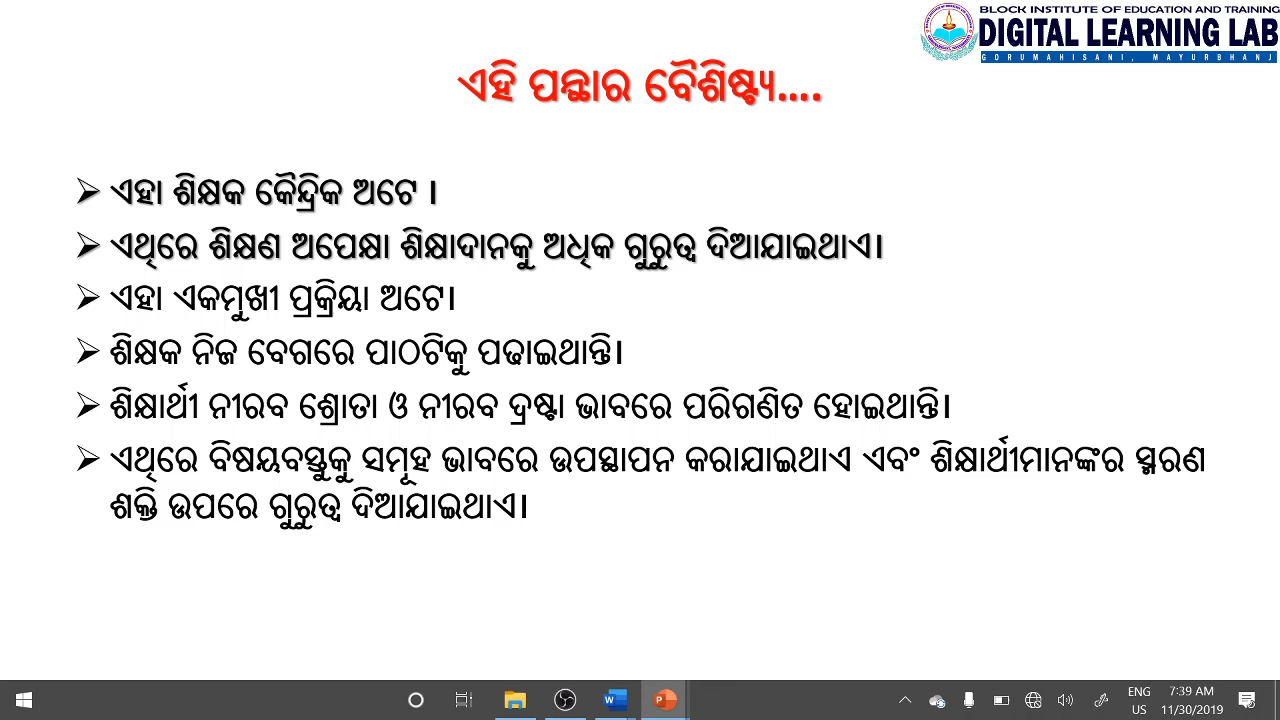 BLOCK INSTITUTE OF EDUCATION AND TRAINING
DIGITAL LEARNING LAB
GORUMAHISANI, MAYURBHANJ
ଏହି ପନ୍ଥାର ବୈଶିଷ୍ଟ୍ୟ....
➢ ଏହା ଶିକ୍ଷକ କୈନ୍ଦ୍ରିକ ଅଟେ ।
➢ ଏଥିରେ ଶିକ୍ଷଣ ଅପେକ୍ଷା ଶିକ୍ଷାଦାନକୁ ଅଧିକ ଗୁରୁତ୍ୱ ଦିଆଯାଇଥାଏ।
➢ ଏହା ଏକମୁଖୀ ପ୍ରକ୍ରିୟା ଅଟେ।
➢ ଶିକ୍ଷକ ନିଜ ବେଗରେ ପାଠଟିକୁ ପଢାଇଥାନ୍ତି।
➢ ଶିକ୍ଷାର୍ଥୀ ନୀରବ ଶ୍ରୋତା ଓ ନୀରବ ଦ୍ରଷ୍ଟା ଭାବରେ ପରିଗଣିତ ହୋଇଥାନ୍ତି।
➢ ଏଥିରେ ବିଷୟବସ୍ତୁକୁ ସମୂହ ଭାବରେ ଉପସ୍ଥାପନ କରାଯାଇଥାଏ ଏବଂ ଶିକ୍ଷାର୍ଥୀମାନଙ୍କର ସ୍ମରଣ
ଶକ୍ତି ଉପରେ ଗୁରୁତ୍ୱ ଦିଆଯାଇଥାଏ।
ENG 7:39 AM
US 11/30/2019